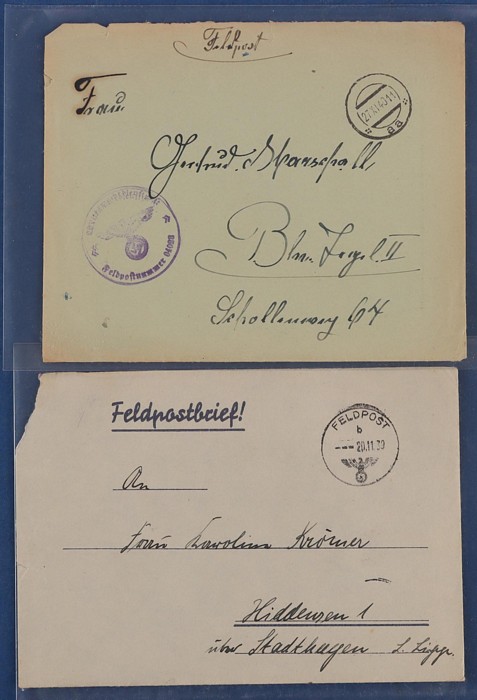 Feldpost
Frau
Gertrud Marschall,
Bln. Tegel II
Schollenweg 64
Feldpostnummer
Feldpostbrief!
FELDPOST
b
--- 20.11.39
An
Frau Karoline Krömer
Hiddensen 1
über Stadthagen